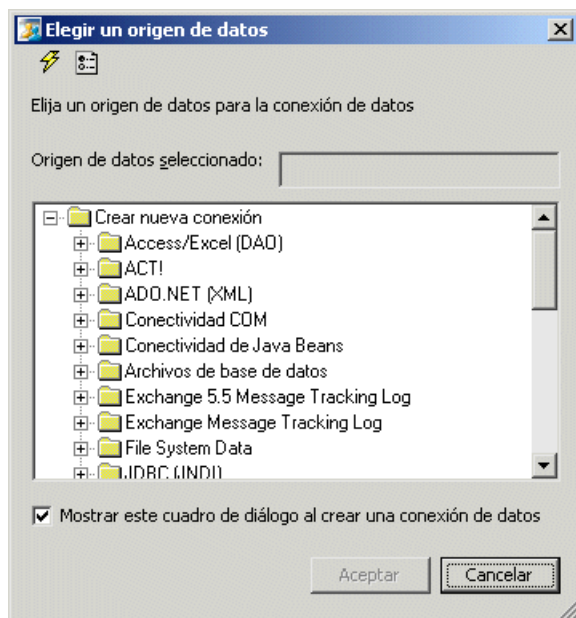 Elegir un origen de datos
Elija un origen de datos para la conexión de datos
Origen de datos seleccionado:
Crear nueva conexión
Access/Excel (DAO)
ACT!
ADO.NET (XML)
Conectividad COM
Conectividad de Java Beans
Archivos de base de datos
Exchange 5.5 Message Tracking Log
Exchange Message Tracking Log
File System Data
JDBC (JNDI)
Mostrar este cuadro de diálogo al crear una conexión de datos
Aceptar Cancelar